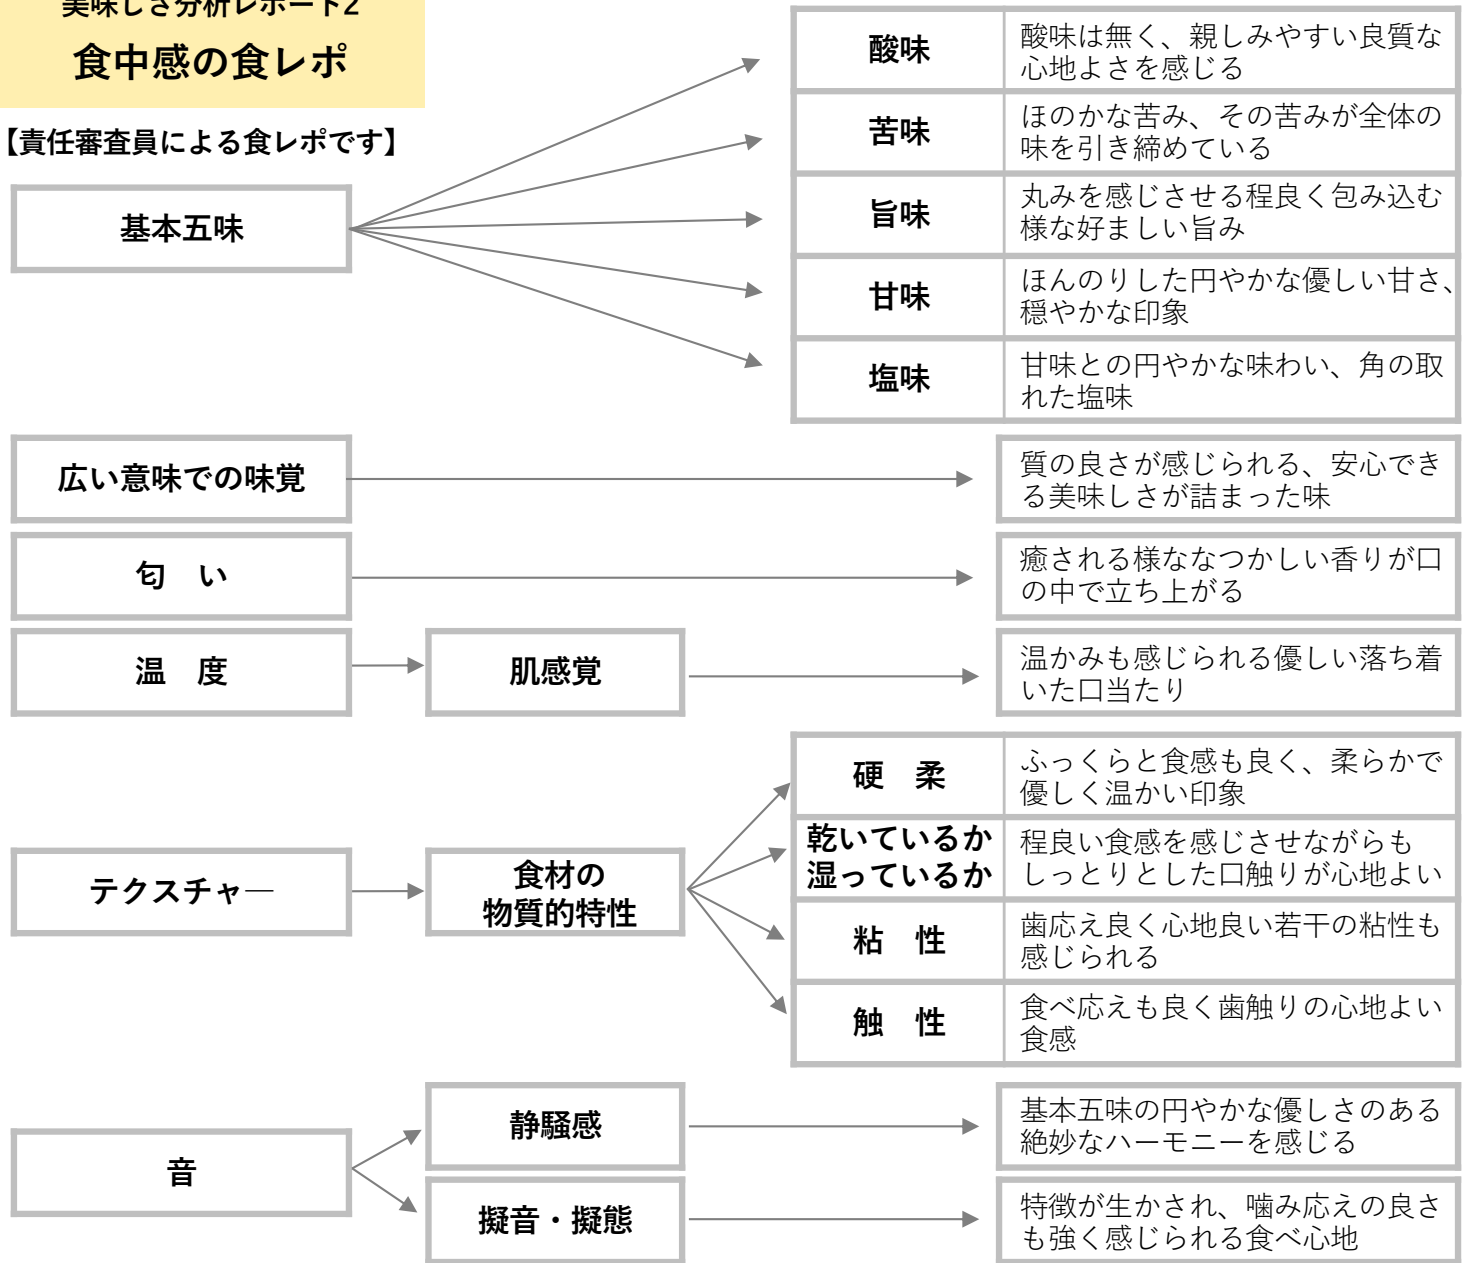 美味しさ分析レポート2
食中感の食レポ
【責任審査員による食レポです】
基本五味
酸味
酸味は無く、親しみやすい良質な
心地よさを感じる
苦味
ほのかな苦み、その苦みが全体の
味を引き締めている
旨味
丸みを感じさせる程良く包み込む
様な好ましい旨み
甘味
ほんのりした円やかな優しい甘さ、
穏やかな印象
塩味
甘味との円やかな味わい、角の取
れた塩味
広い意味での味覚
質の良さが感じられる、安心でき
る美味しさが詰まった味
匂　い
癒される様ななつかしい香りが口
の中で立ち上がる
温　度
肌感覚
温かみも感じられる優しい落ち着
いた口当たり
テクスチャ―
食材の
物質的特性
硬　柔
ふっくらと食感も良く、柔らかで
優しく温かい印象
乾いているか
湿っているか
程良い食感を感じさせながらも
しっとりとした口触りが心地よい
粘　性
歯応え良く心地良い若干の粘性も
感じられる
触　性
食べ応えも良く歯触りの心地よい
食感
音
静騒感
基本五味の円やかな優しさのある
絶妙なハーモニーを感じる
擬音・擬態
特徴が生かされ、噛み応えの良さ
も強く感じられる食べ心地